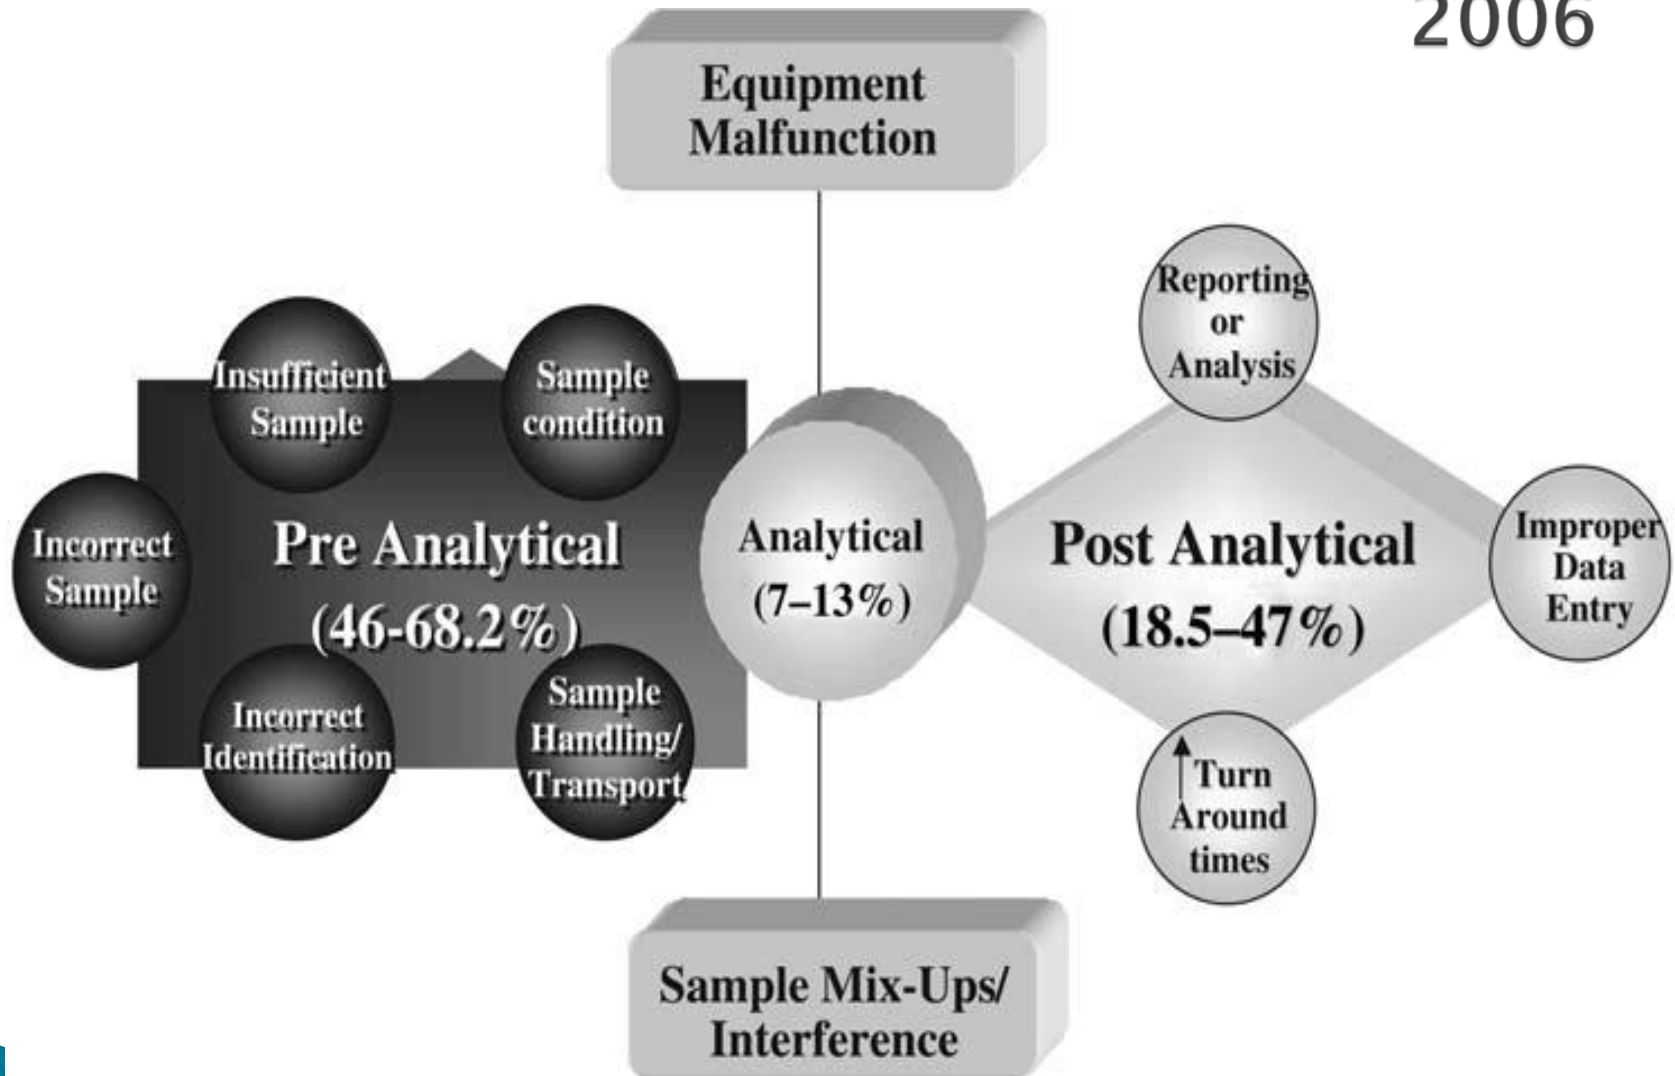 2006
Equipment
Malfunction
Insufficient
Sample
Sample
condition
Incorrect
Sample
Pre Analytical
(46-68.2%)
Incorrect
Identification
Sample
Handling/
Transport
Analytical
(7–13%)
Reporting
or
Analysis
Post Analytical
(18.5–47%)
Improper
Data
Entry
Turn
Around
times
Sample Mix-Ups/
Interference